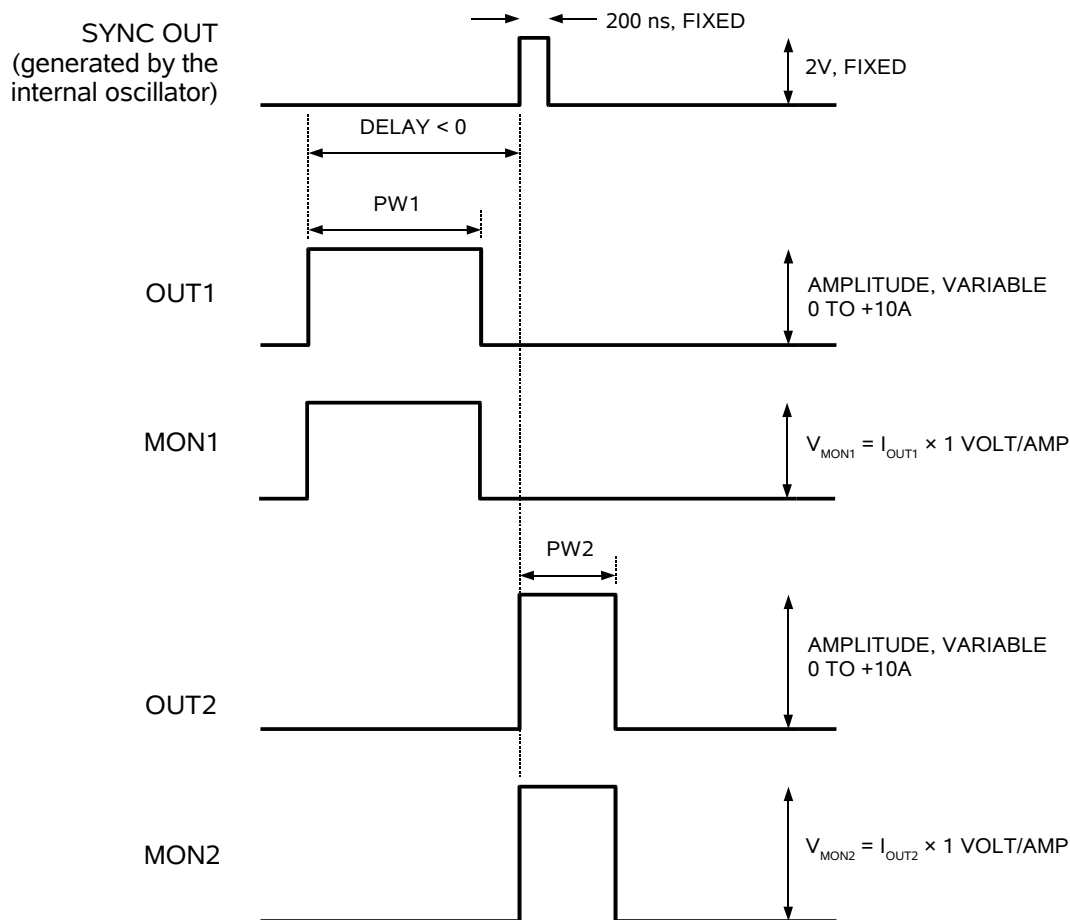 200 ns, FIXED
SYNC OUT
(generated by the
internal oscillator)
2V, FIXED
DELAY < 0
PW1
OUT1
AMPLITUDE, VARIABLE
0 TO +10A
MON1
V_MON1 = I_OUT1 × 1 VOLT/AMP
PW2
AMPLITUDE, VARIABLE
0 TO +10A
OUT2
MON2
V_MON2 = I_OUT2 × 1 VOLT/AMP